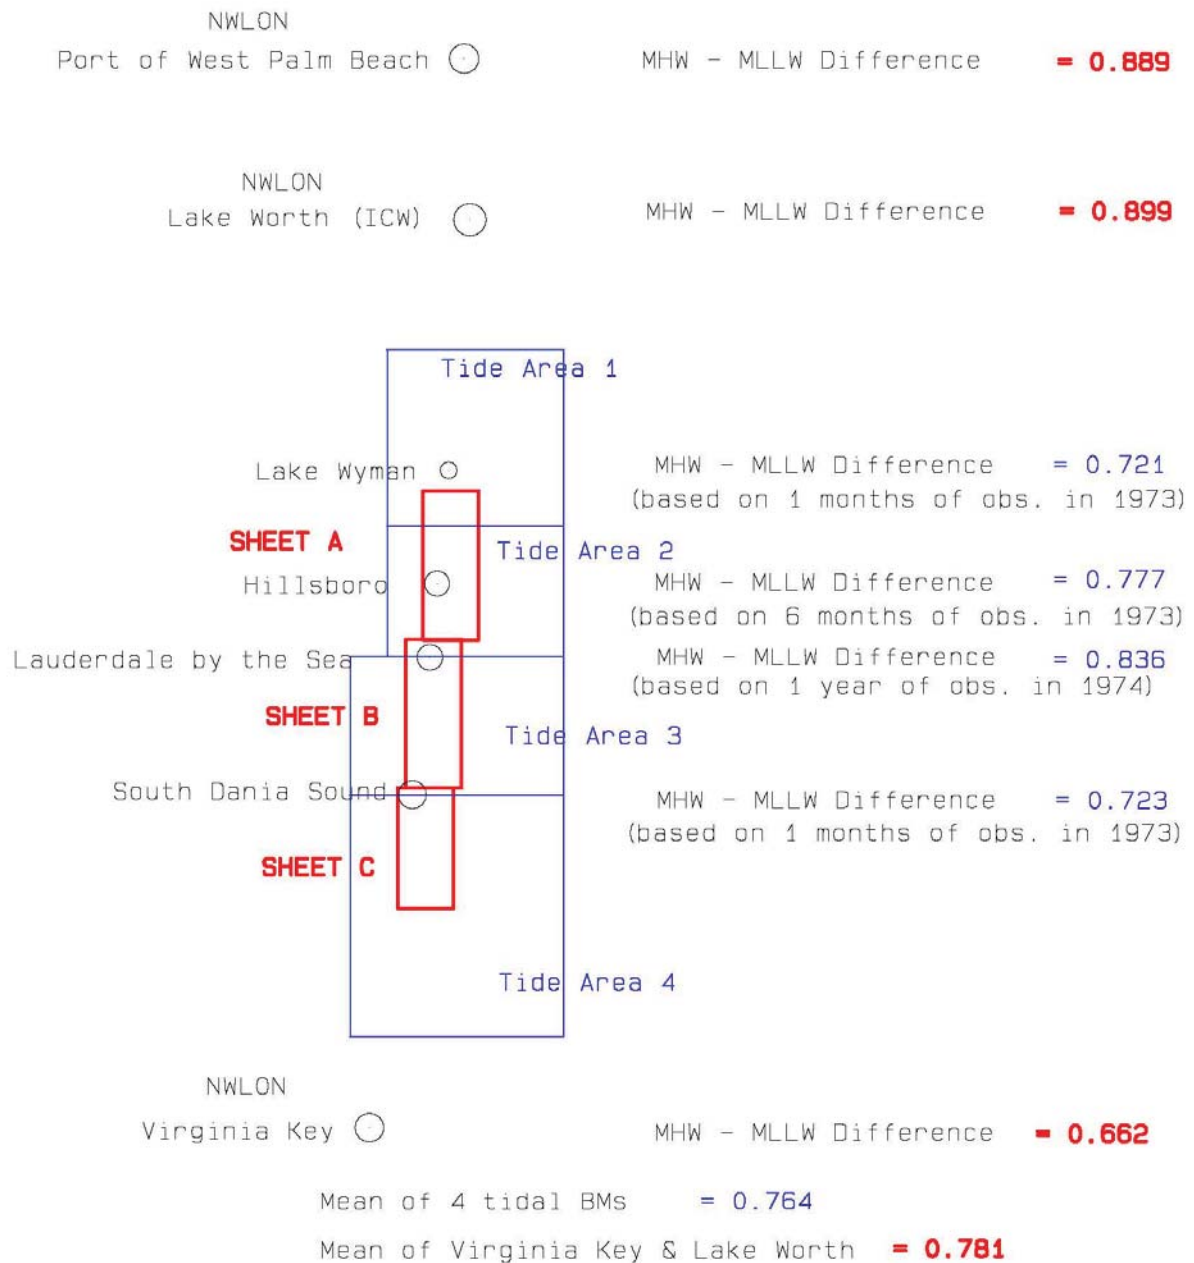 NWLON
Port of West Palm Beach MHW - MLLW Difference = 0.889
NWLON
Lake Worth (ICW) MHW - MLLW Difference = 0.899
Tide Area 1
Lake Wyman MHW - MLLW Difference = 0.721
(based on 1 months of obs. in 1973)
SHEET A
Tide Area 2
Hillsboro MHW - MLLW Difference = 0.777
(based on 6 months of obs. in 1973)
Lauderdale by the Sea MHW - MLLW Difference = 0.836
(based on 1 year of obs. in 1974)
SHEET B
Tide Area 3
South Dania Sound MHW - MLLW Difference = 0.723
(based on 1 months of obs. in 1973)
SHEET C
Tide Area 4
NWLON
Virginia Key MHW - MLLW Difference = 0.662
Mean of 4 tidal BMs = 0.764
Mean of Virginia Key & Lake Worth = 0.781